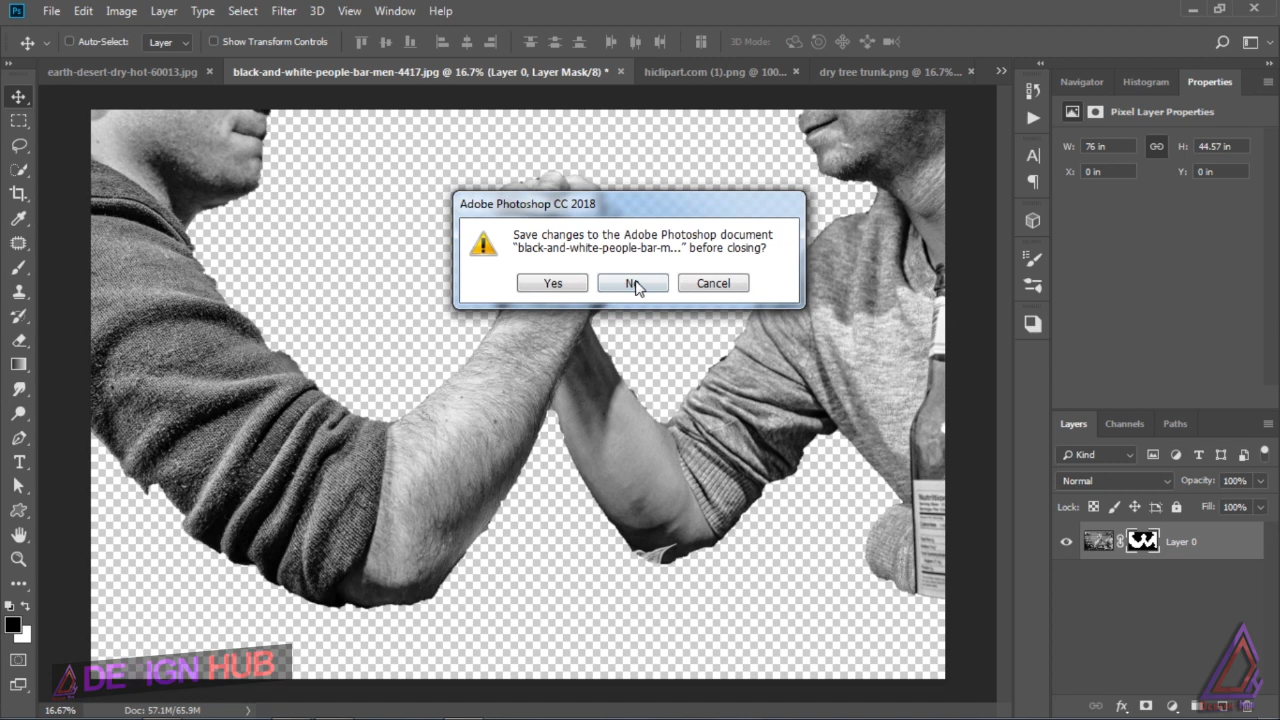 Ps File Edit Image Layer Type Select Filter 3D View Window Help
Auto-Select: Layer Show Transform Controls 3D Mode:
earth-desert-dry-hot-60013.jpg × black-and-white-people-bar-men-4417.jpg @ 16.7% (Layer 0, Layer Mask/8) * × hiclipart.com (1).png @ 100... × dry tree trunk.png @ 16.7%... ×
Navigator Histogram Properties
Pixel Layer Properties
W: 76 in H: 44.57 in
X: 0 in Y: 0 in
Adobe Photoshop CC 2018
Save changes to the Adobe Photoshop document
“black-and-white-people-bar-m...” before closing?
Yes No Cancel
Layers Channels Paths
Kind
Normal Opacity: 100%
Lock: Fill: 100%
Layer 0
Nutrition
DE IGN HUB
16.67% Doc: 57.1M/65.9M